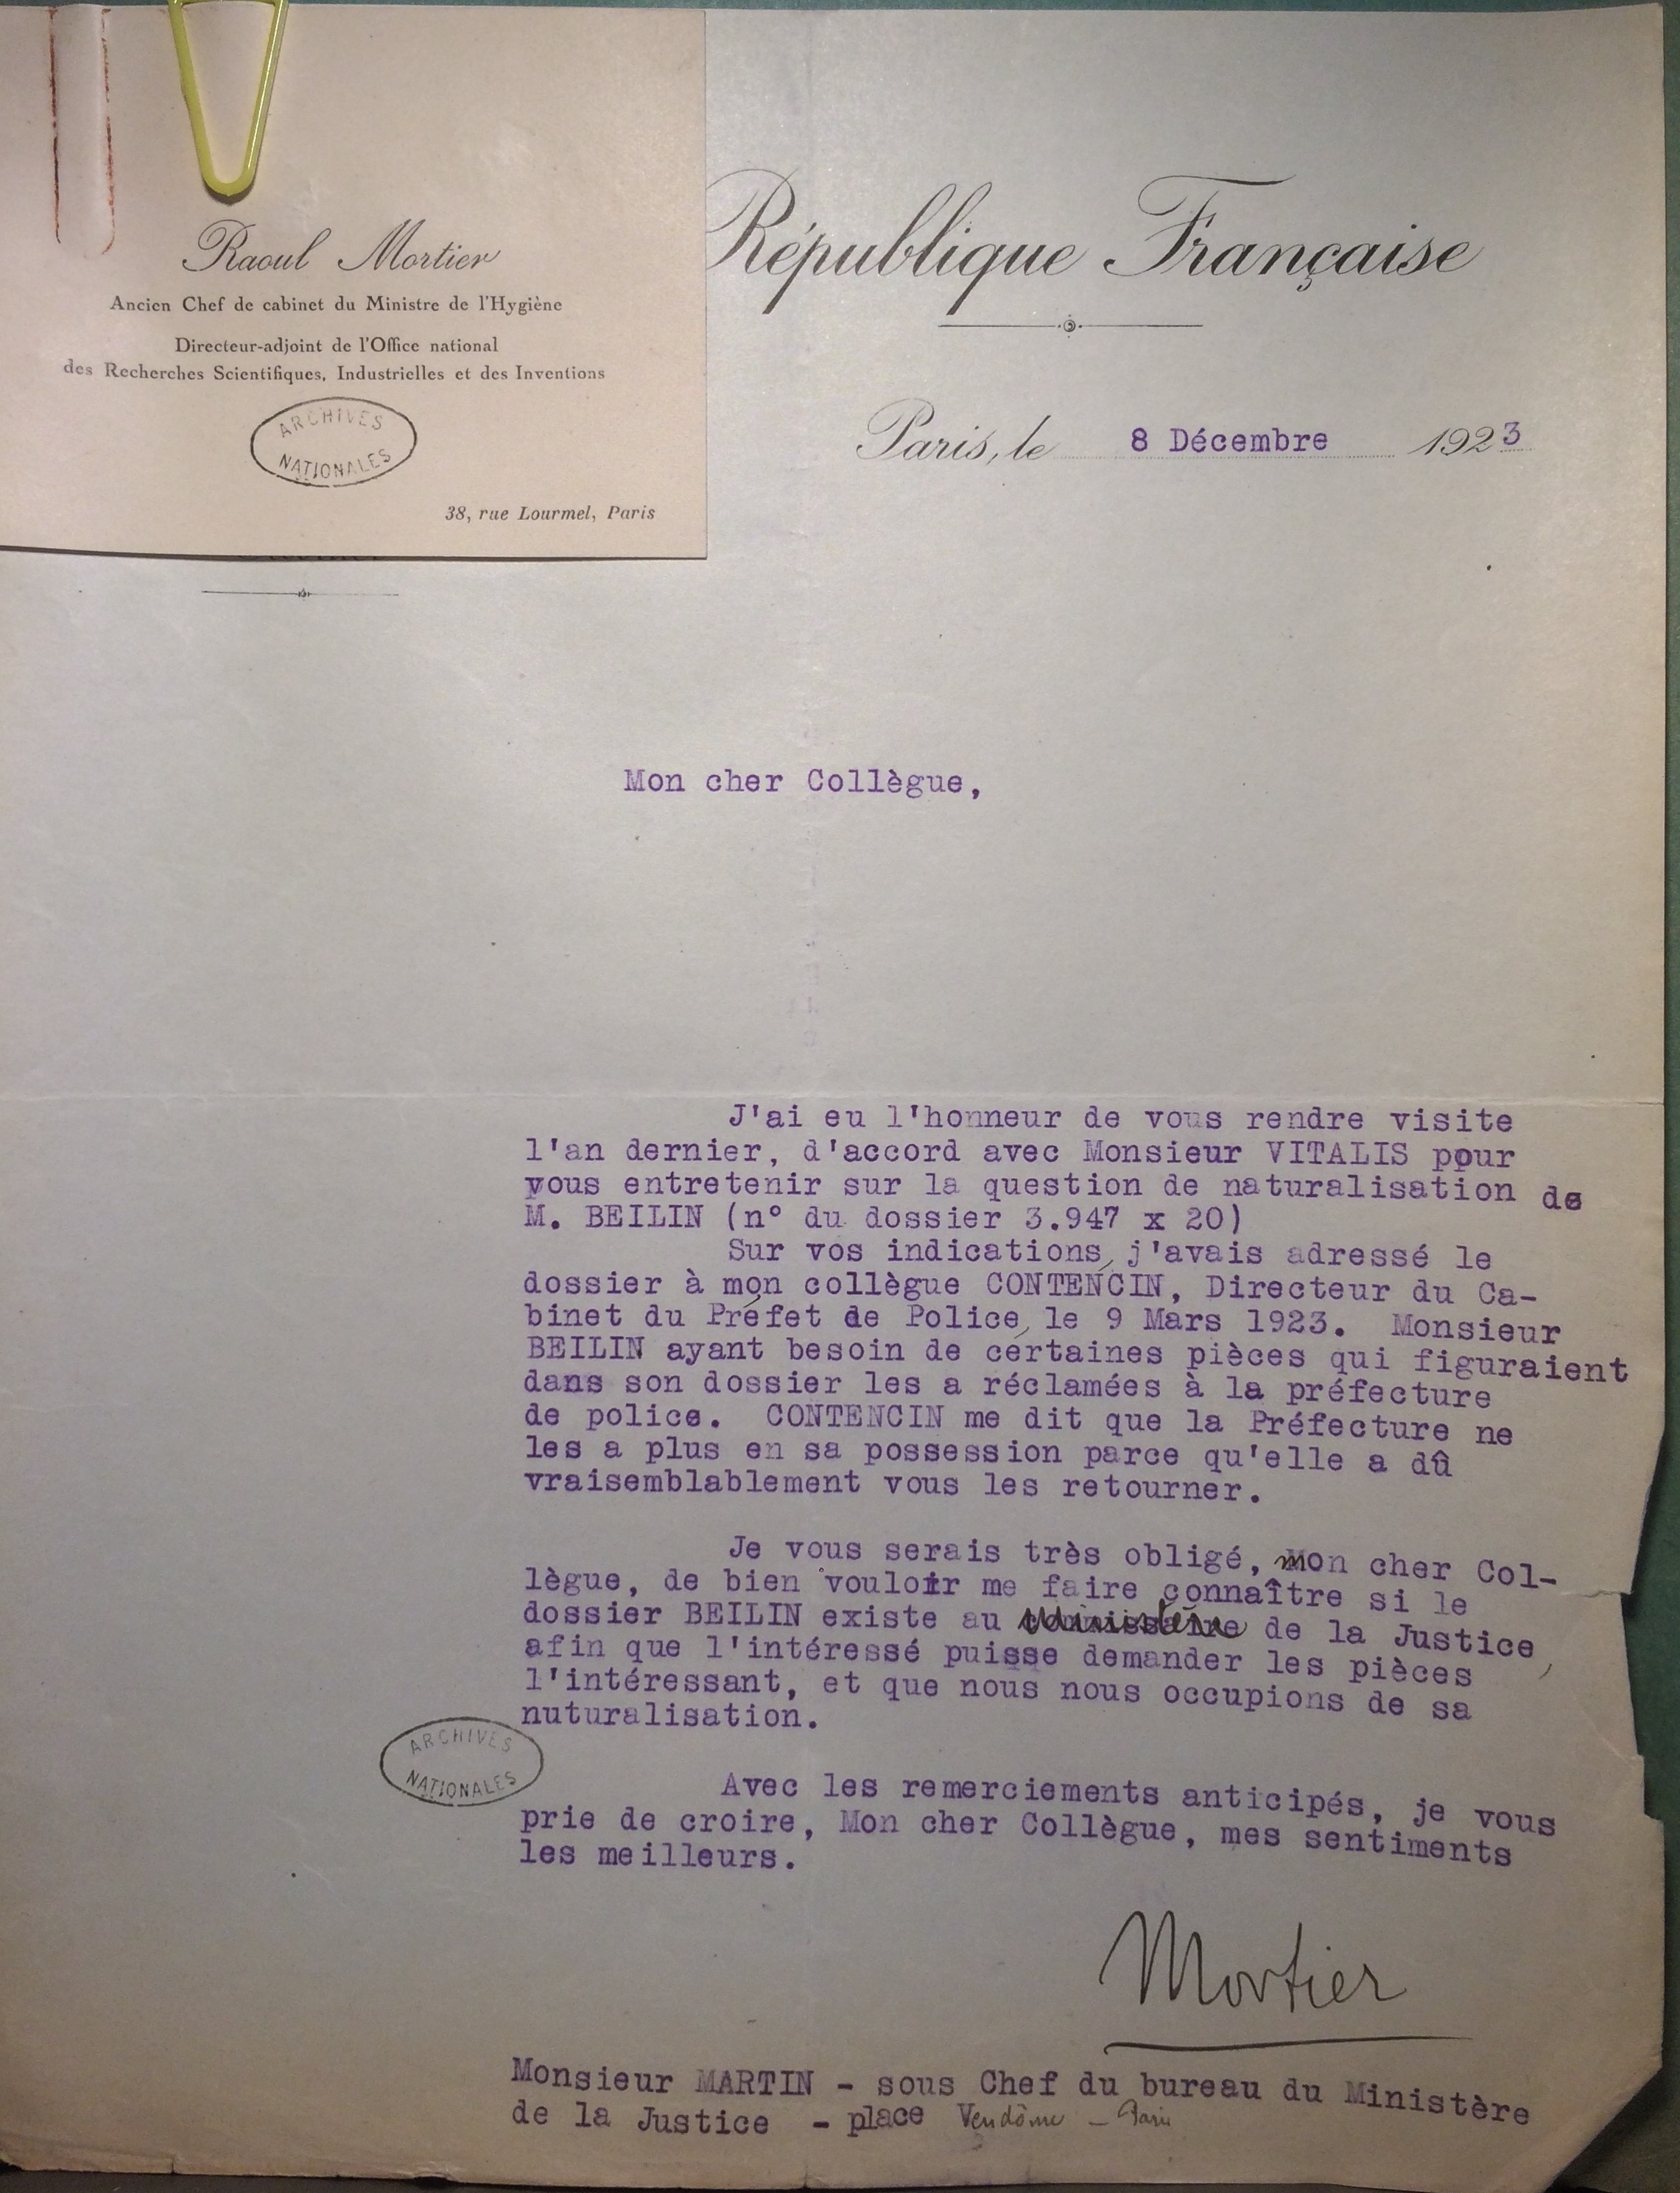 Raoul Mortier
Ancien Chef de cabinet du Ministre de l'Hygiène
Directeur-adjoint de l'Office national
des Recherches Scientifiques, Industrielles et des Inventions
ARCHIVES
NATIONALES
38, rue Lourmel, Paris
République Française
Paris, le 8 Décembre 1923
Mon cher Collègue,
J'ai eu l'honneur de vous rendre visite
l'an dernier, d'accord avec Monsieur VITALIS pour
vous entretenir sur la question de naturalisation de
M. BEILIN (n° du dossier 3.947 x 20)
Sur vos indications, j'avais adressé le
dossier à mon collègue CONTENCIN, Directeur du Ca-
binet du Préfet de Police, le 9 Mars 1923. Monsieur
BEILIN ayant besoin de certaines pièces qui figuraient
dans son dossier les a réclamées à la préfecture
de police. CONTENCIN me dit que la Préfecture ne
les a plus en sa possession parce qu'elle a dû
vraisemblablement vous les retourner.
Je vous serais très obligé, mon cher Col-
lègue, de bien vouloir me faire connaître si le
dossier BEILIN existe au ministère de la Justice,
afin que l'intéressé puisse demander les pièces
l'intéressant, et que nous nous occupions de sa
nuturalisation.
ARCHIVES
NATIONALES
Avec les remerciements anticipés, je vous
prie de croire, Mon cher Collègue, mes sentiments
les meilleurs.
Mortier
Monsieur MARTIN - sous Chef du bureau du Ministère
de la Justice - place Vendôme - Paris